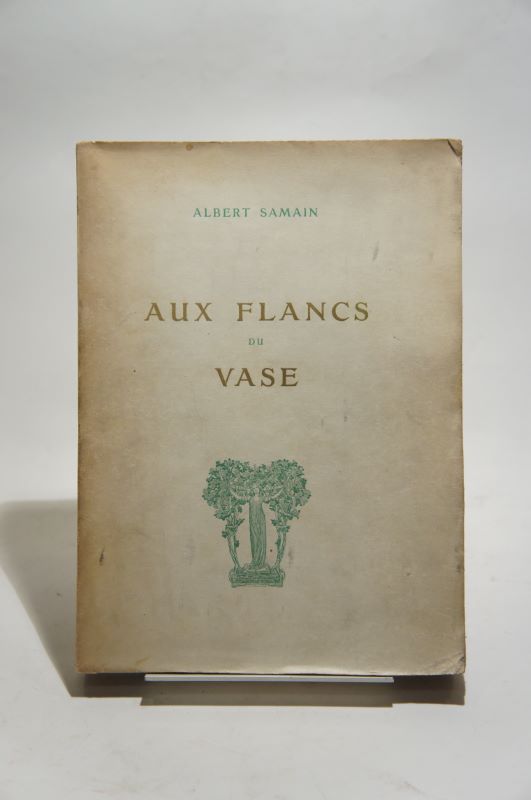 ALBERT SAMAIN
AUX FLANCS
DU
VASE